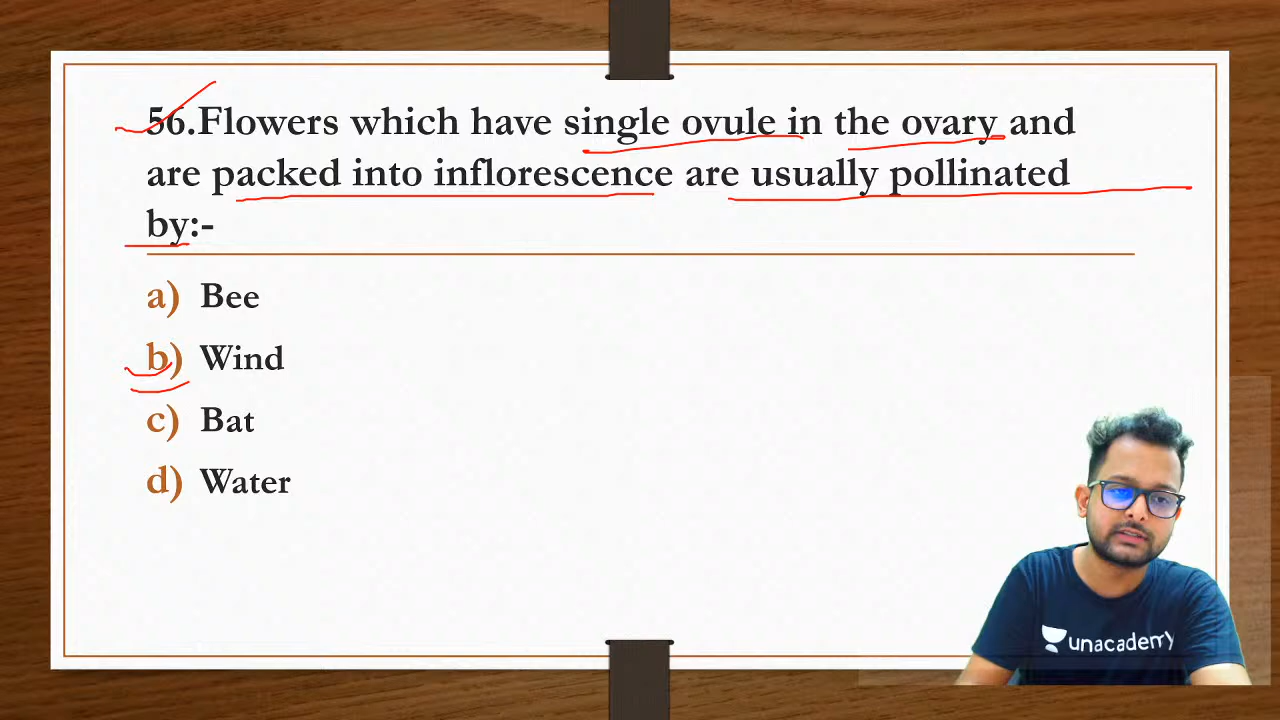 56.Flowers which have single ovule in the ovary and
are packed into inflorescence are usually pollinated
by:-
a) Bee
b) Wind
c) Bat
d) Water
unacademy